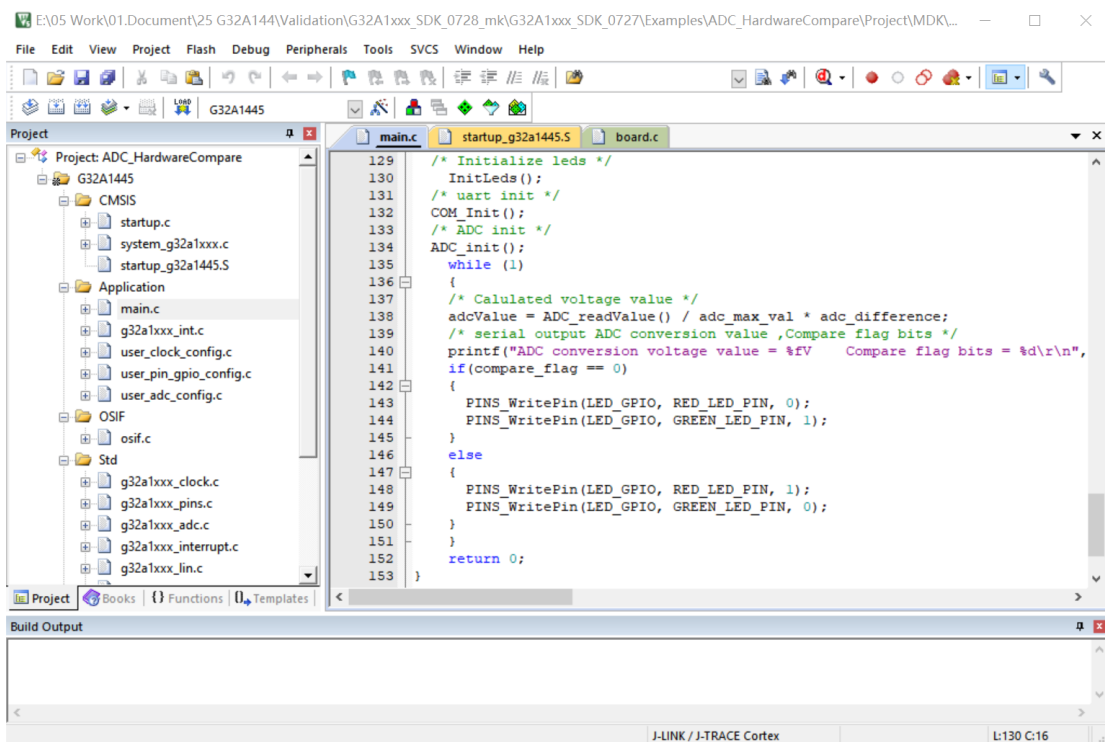 E:\05 Work\01.Document\25 G32A144\Validation\G32A1xxx_SDK_0728_mk\G32A1xxx_SDK_0727\Examples\ADC_HardwareCompare\Project\MDK\...
File Edit View Project Flash Debug Peripherals Tools SVCS Window Help
LOAD
G32A1445
Project
Project: ADC_HardwareCompare
G32A1445
CMSIS
startup.c
system_g32a1xxx.c
startup_g32a1445.S
Application
main.c
g32a1xxx_int.c
user_clock_config.c
user_pin_gpio_config.c
user_adc_config.c
OSIF
osif.c
Std
g32a1xxx_clock.c
g32a1xxx_pins.c
g32a1xxx_adc.c
g32a1xxx_interrupt.c
g32a1xxx_lin.c
Project Books {} Functions Templates
main.c startup_g32a1445.S board.c
129 /* Initialize leds */
130 InitLeds();
131 /* uart init */
132 COM_Init();
133 /* ADC init */
134 ADC_init();
135 while (1)
136 {
137 /* Calulated voltage value */
138 adcValue = ADC_readValue() / adc_max_val * adc_difference;
139 /* serial output ADC conversion value ,Compare flag bits */
140 printf("ADC conversion voltage value = %fV    Compare flag bits = %d\r\n",
141 if(compare_flag == 0)
142 {
143 PINS_WritePin(LED_GPIO, RED_LED_PIN, 0);
144 PINS_WritePin(LED_GPIO, GREEN_LED_PIN, 1);
145 }
146 else
147 {
148 PINS_WritePin(LED_GPIO, RED_LED_PIN, 1);
149 PINS_WritePin(LED_GPIO, GREEN_LED_PIN, 0);
150 }
151 }
152 return 0;
153 }
Build Output
J-LINK / J-TRACE Cortex
L:130 C:16